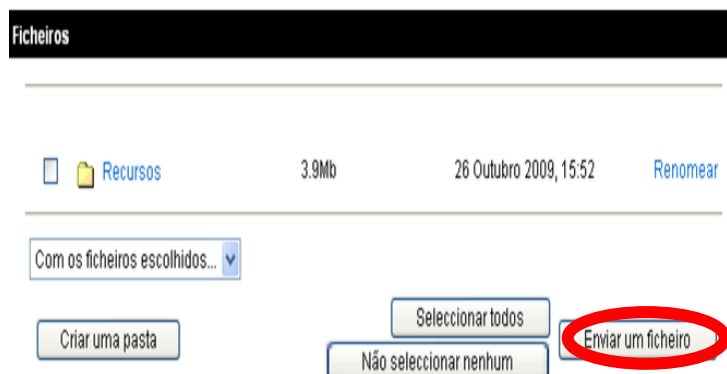 Ficheiros
Recursos 3.9Mb 26 Outubro 2009, 15:52 Renomear
Com os ficheiros escolhidos...
Seleccionar todos
Criar uma pasta Enviar um ficheiro
Não seleccionar nenhum